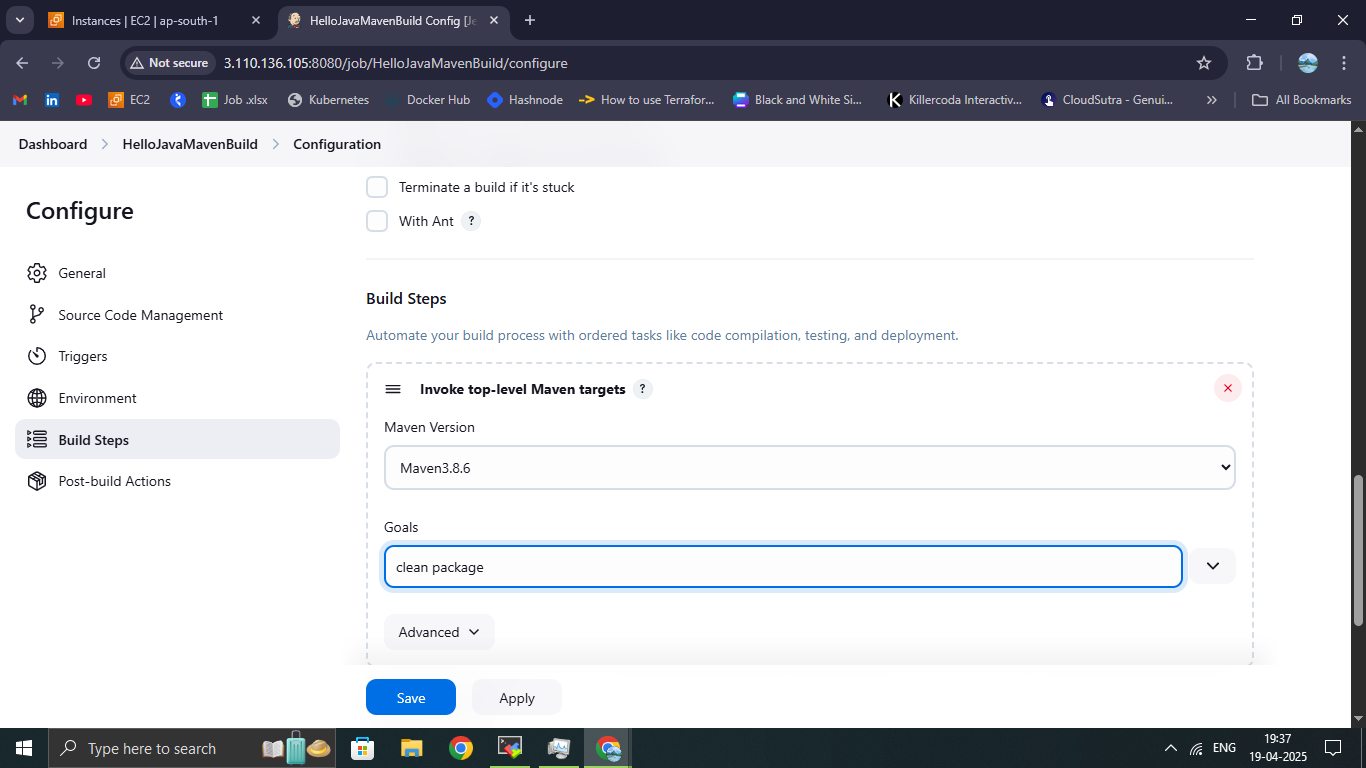 Instances | EC2 | ap-south-1
HelloJavaMavenBuild Config [Je
Not secure
3.110.136.105:8080/job/HelloJavaMavenBuild/configure
EC2
Job .xlsx
Kubernetes
Docker Hub
Hashnode
How to use Terrafor...
Black and White Si...
Killercoda Interactiv...
CloudSutra - Genui...
All Bookmarks
Dashboard
HelloJavaMavenBuild
Configuration
Configure
General
Source Code Management
Triggers
Environment
Build Steps
Post-build Actions
Terminate a build if it's stuck
With Ant ?
Build Steps
Automate your build process with ordered tasks like code compilation, testing, and deployment.
Invoke top-level Maven targets ?
Maven Version
Maven3.8.6
Goals
clean package
Advanced
Save
Apply
Type here to search
ENG
19:37
19-04-2025